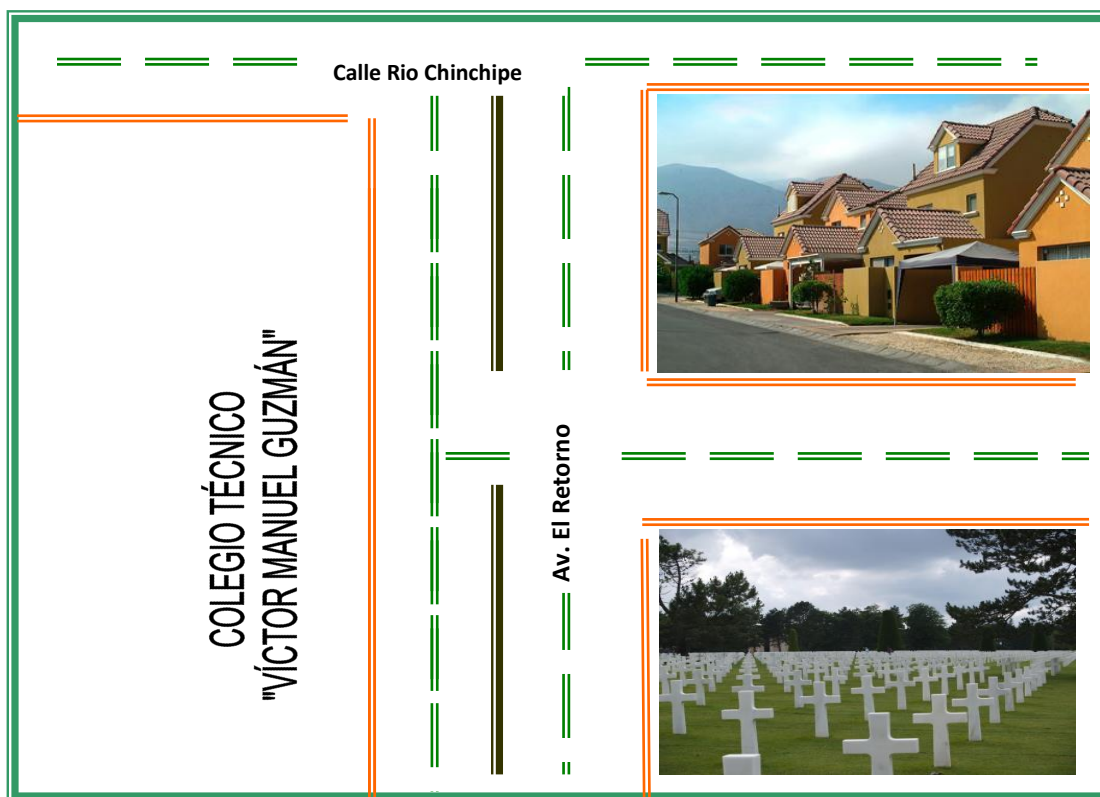 Calle Rio Chinchipe
COLEGIO TÉCNICO
"VÍCTOR MANUEL GUZMÁN"
Av. El Retorno